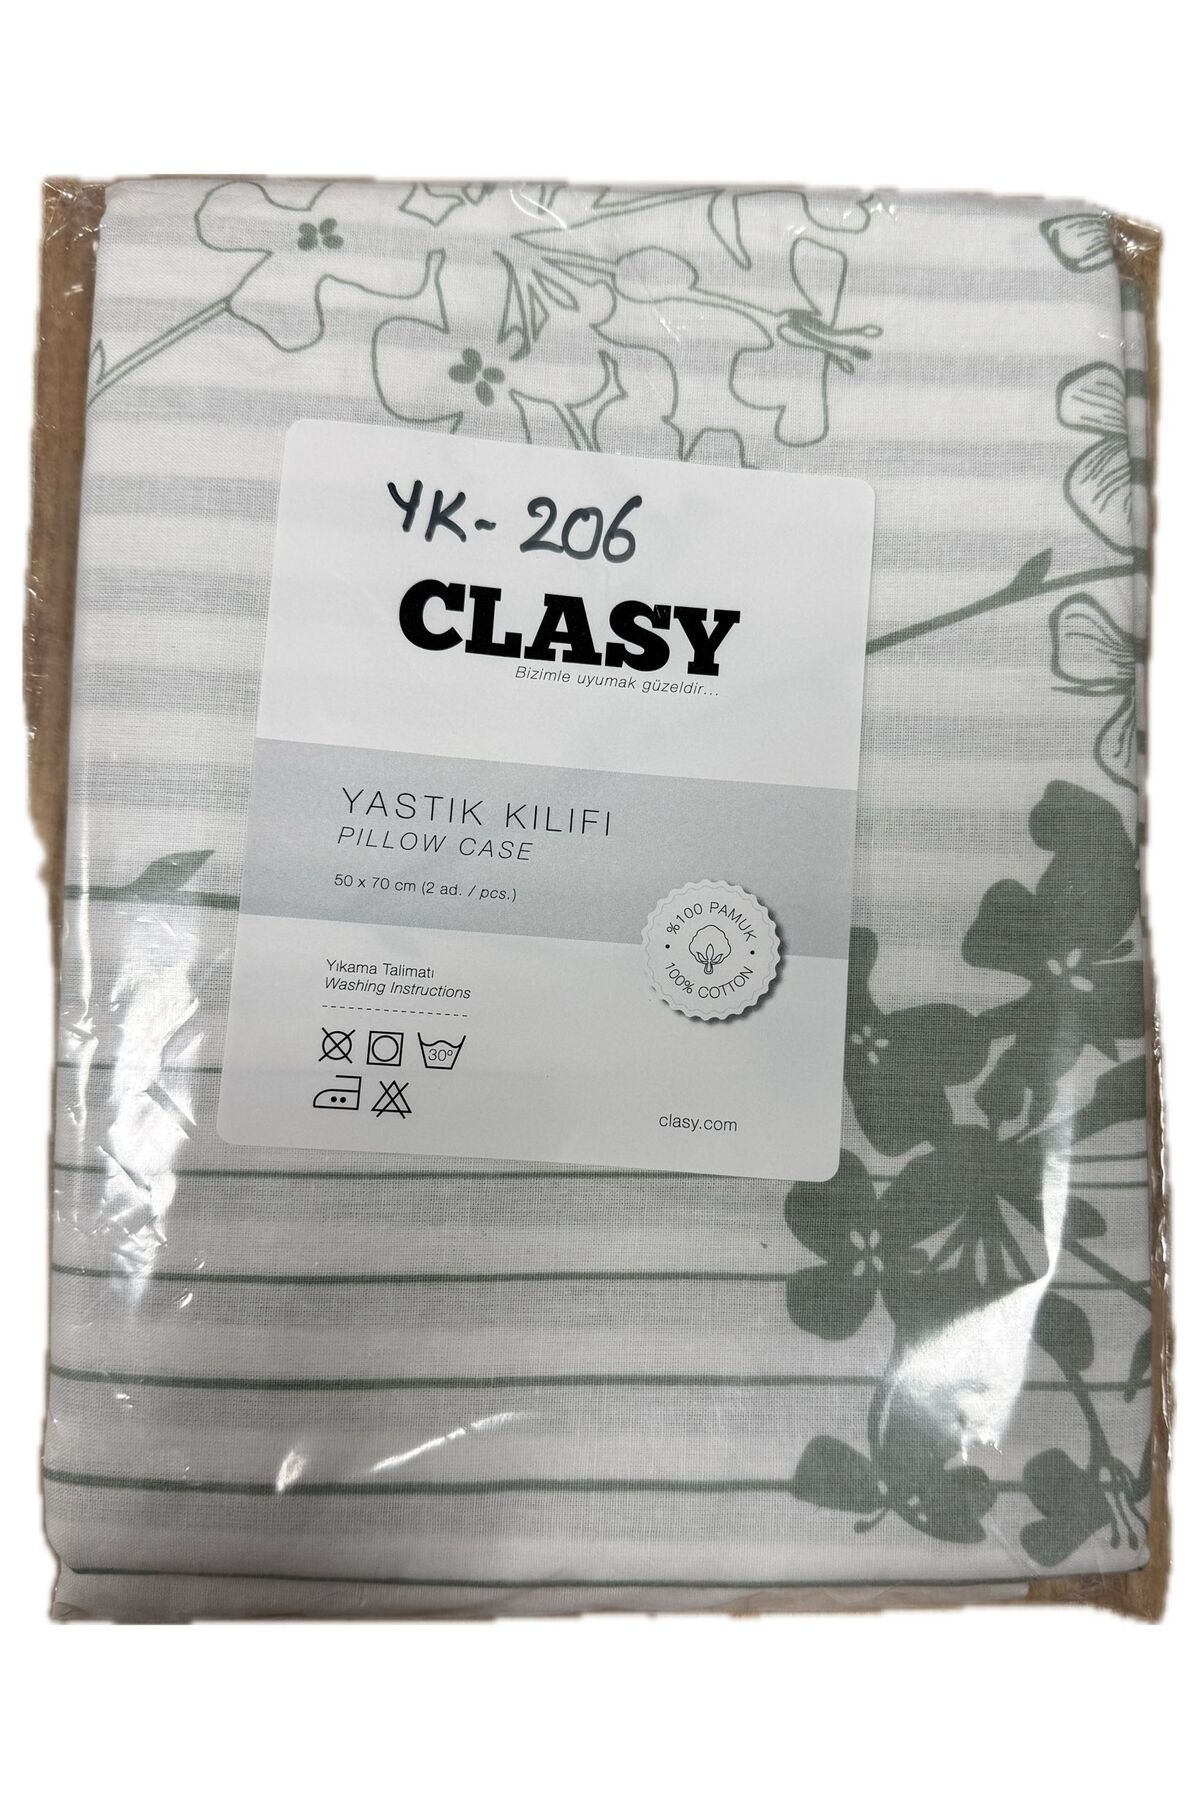 YK- 206
CLASY
Bizimle uyumak güzeldir...
YASTIK KILIFI
PILLOW CASE
50 x 70 cm (2 ad. / pcs.)
%100 PAMUK
100% COTTON
Yıkama Talimatı
Washing Instructions
30°
clasy.com